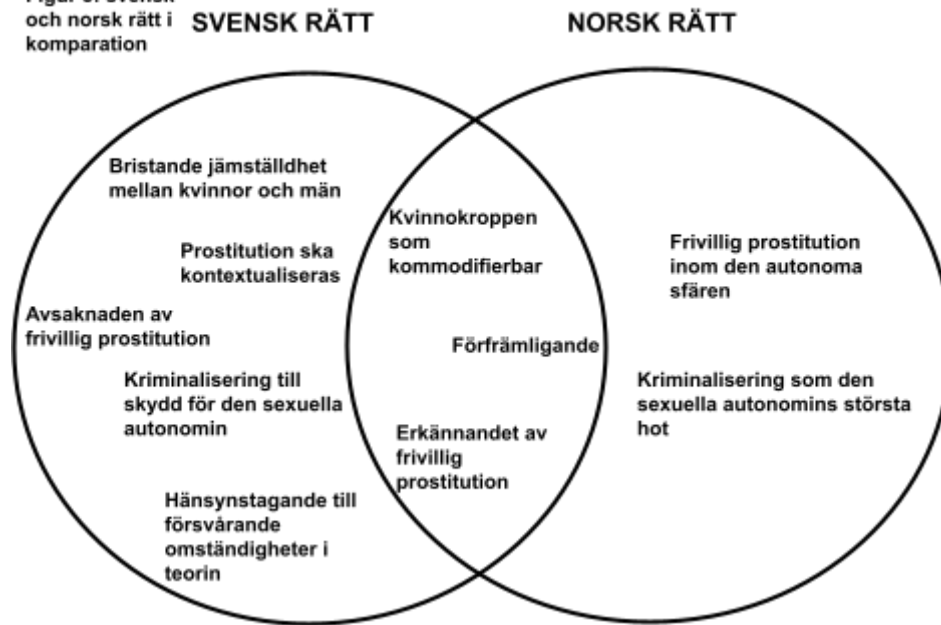 och norsk rätt i
komparation
SVENSK RÄTT
NORSK RÄTT
Bristande jämställdhet
mellan kvinnor och män
Prostitution ska
kontextualiseras
Avsaknaden av
frivillig prostitution
Kriminalisering till
skydd för den sexuella
autonomin
Hänsynstagande till
försvårande
omständigheter i
teorin
Kvinnokroppen
som
kommodifierbar
Förfrämligande
Erkännandet av
frivillig
prostitution
Frivillig prostitution
inom den autonoma
sfären
Kriminalisering som den
sexuella autonomins största
hot